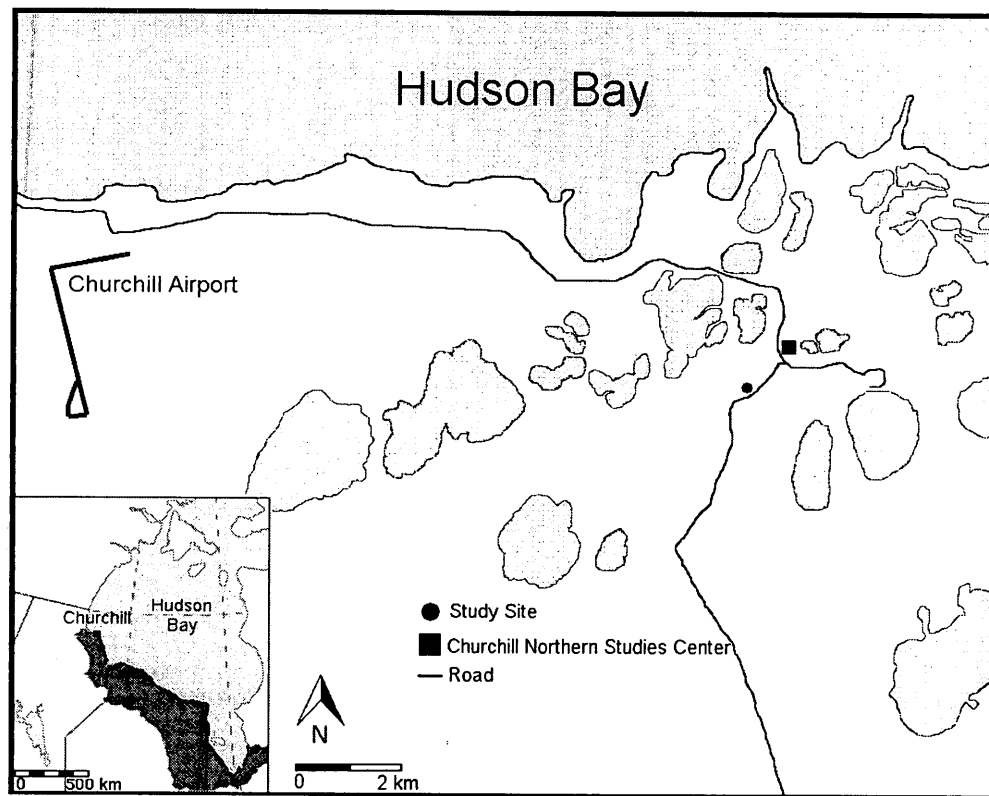 Hudson Bay
Churchill Airport
Churchill
Hudson
Bay
Study Site
Churchill Northern Studies Center
Road
N
0 500 km
0 2 km